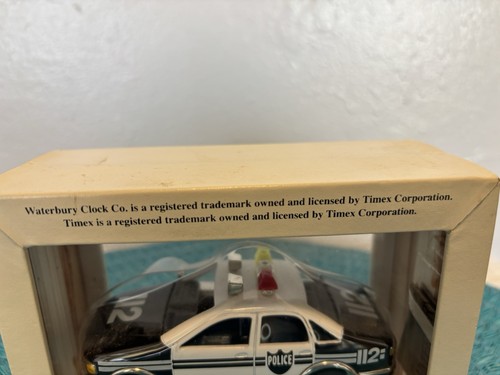 Waterbury Clock Co. is a registered trademark owned and licensed by Timex Corporation.
Timex is a registered trademark owned and licensed by Timex Corporation.
112
POLICE
112